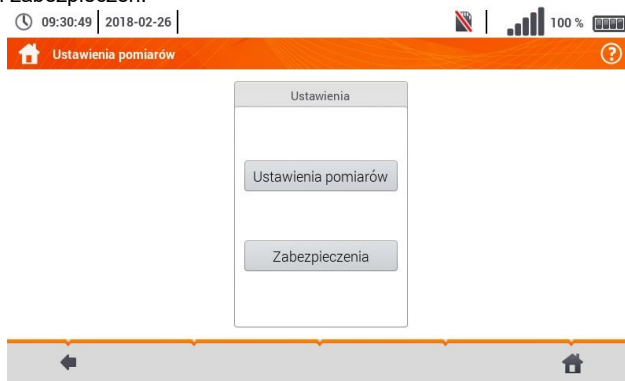 zabezpieczeń.
09:30:49 2018-02-26 100 %
Ustawienia pomiarów ?
Ustawienia
Ustawienia pomiarów
Zabezpieczenia